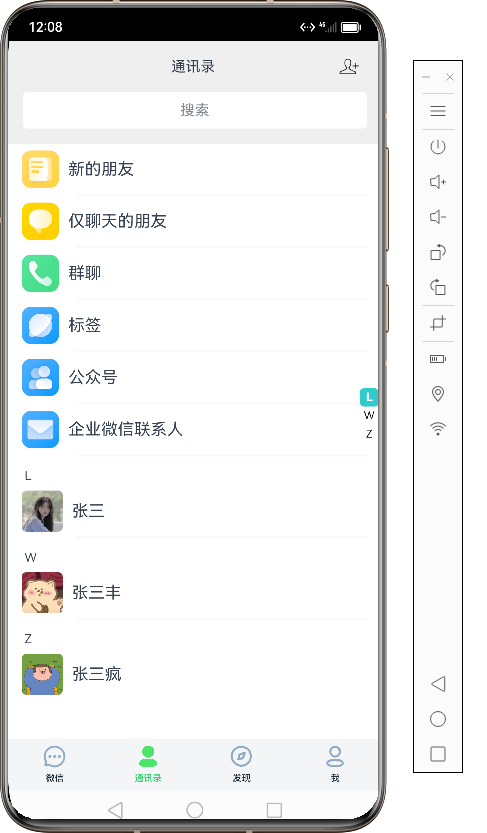 12:08
4G
通讯录
搜索
新的朋友
仅聊天的朋友
群聊
标签
公众号
企业微信联系人
L
W
Z
L
张三
W
张三丰
Z
张三疯
微信
通讯录
发现
我